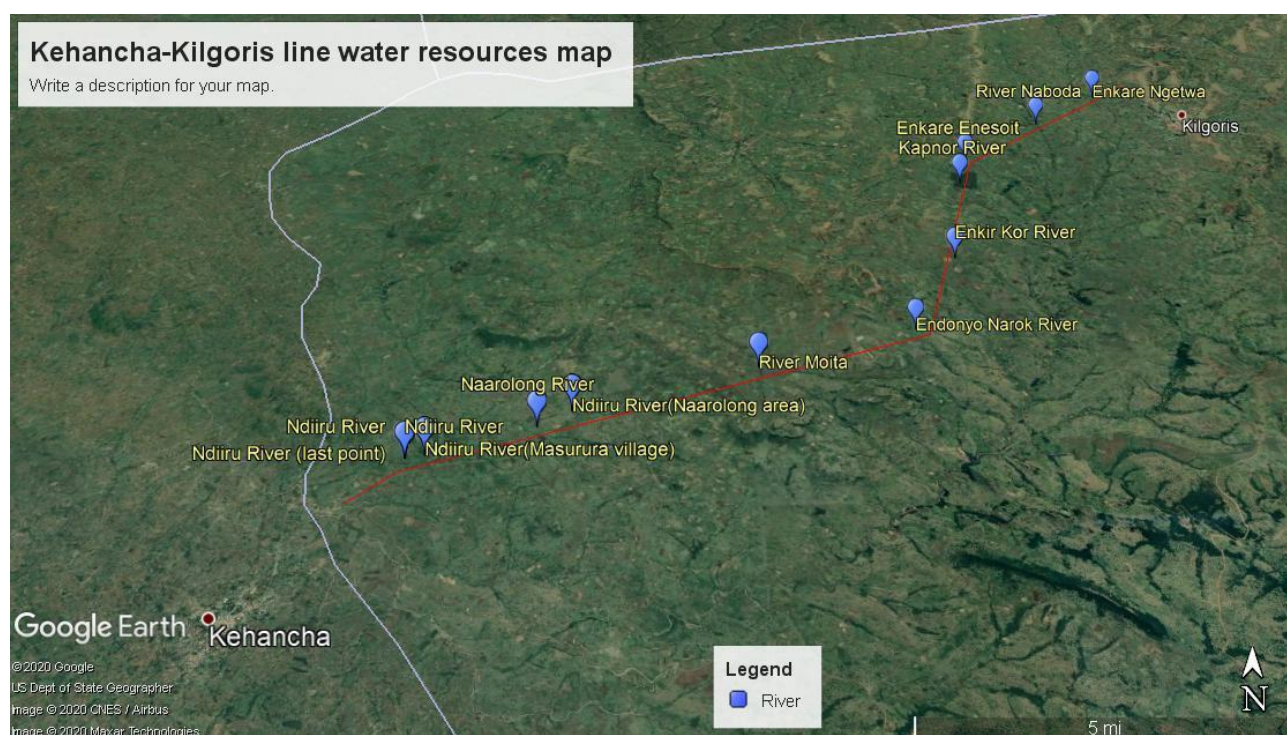 Kehancha-Kilgoris line water resources map
Write a description for your map.
River Naboda
Enkare Ngetwa
Kilgoris
Enkare Enesoit
Kapnor River
Enkir Kor River
Endonyo Narok River
River Moita
Naarolong River
Ndiiru River(Naarolong area)
Ndiiru River
Ndiiru River
Ndiiru River (last point)
Ndiiru River(Masurura village)
Google Earth
Kehancha
©2020 Google
US Dept of State Geographer
Image © 2020 CNES / Airbus
Image © 2020 Maxar Technologies
Legend
River
N
5 mi